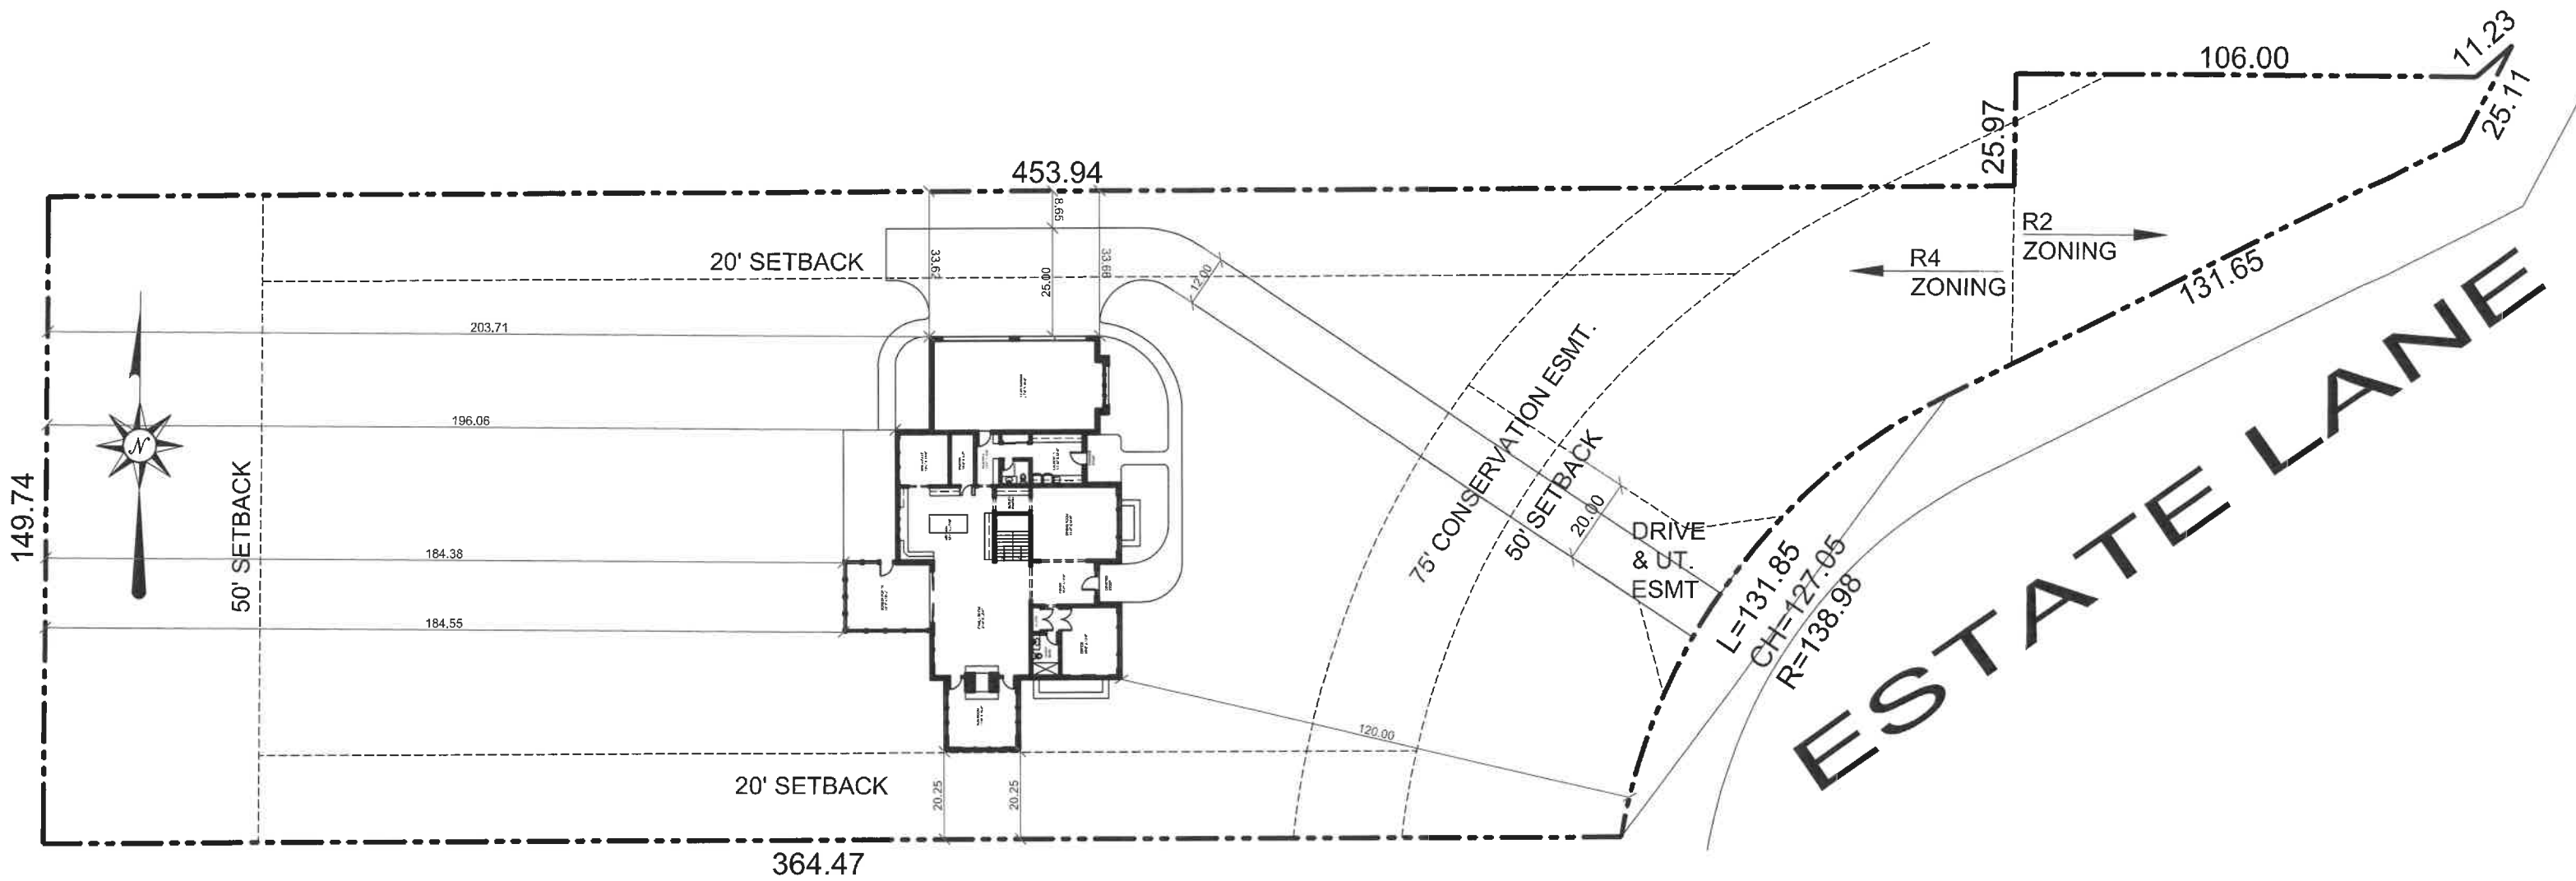 11.23
106.00
25.11
25.97
453.94
8.65
R2
ZONING
R4
ZONING
131.65
20' SETBACK
33.67
25.00
33.68
12.00
203.71
196.06
N
149.74
50' SETBACK
184.38
184.55
75' CONSERVATION ESMT.
50' SETBACK
20.00
DRIVE
& UT.
ESMT
L=131.85
CH=127.05
R=138.98
ESTATE LANE
120.00
20' SETBACK
20.25
20.25
364.47